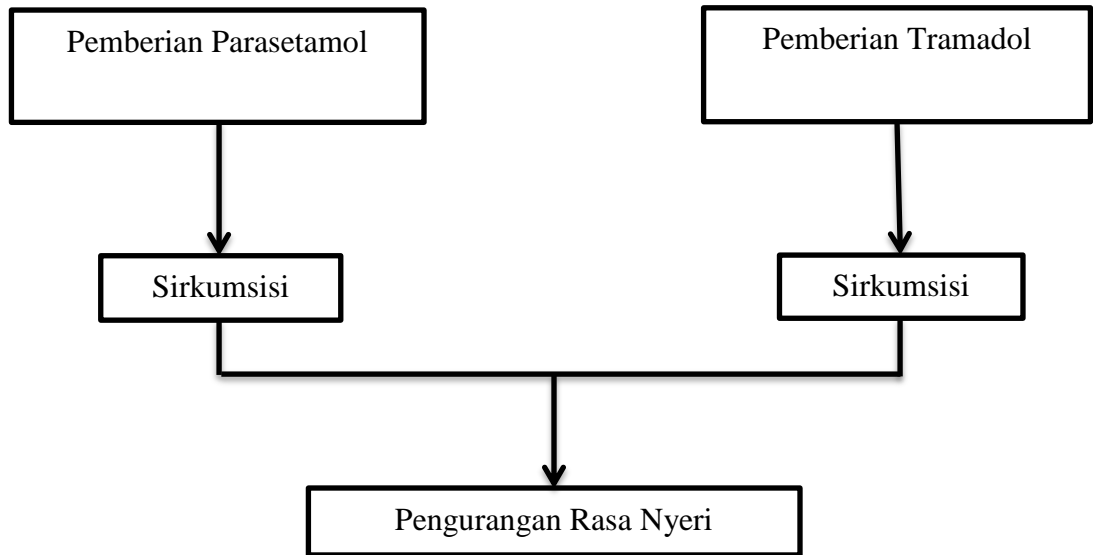 Pemberian Parasetamol
Pemberian Tramadol
Sirkumsisi
Sirkumsisi
Pengurangan Rasa Nyeri